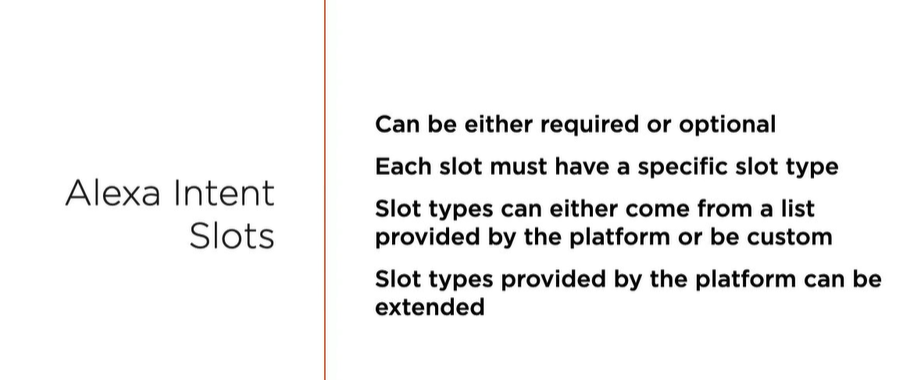 Alexa Intent
Slots
Can be either required or optional
Each slot must have a specific slot type
Slot types can either come from a list
provided by the platform or be custom
Slot types provided by the platform can be
extended